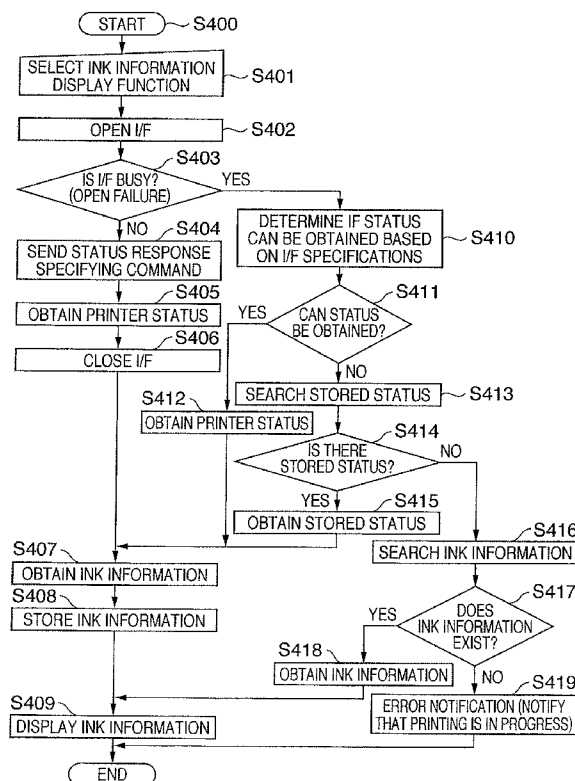 START
S400
SELECT INK INFORMATION
DISPLAY FUNCTION
S401
OPEN I/F
S402
S403
IS I/F BUSY?
(OPEN FAILURE)
YES
NO
S404
SEND STATUS RESPONSE
SPECIFYING COMMAND
DETERMINE IF STATUS
CAN BE OBTAINED BASED
ON I/F SPECIFICATIONS
S410
S405
OBTAIN PRINTER STATUS
S411
YES
CAN STATUS
BE OBTAINED?
S406
CLOSE I/F
NO
SEARCH STORED STATUS
S413
S412
OBTAIN PRINTER STATUS
S414
IS THERE
STORED STATUS?
NO
YES
S415
OBTAIN STORED STATUS
S416
SEARCH INK INFORMATION
S407
OBTAIN INK INFORMATION
S408
STORE INK INFORMATION
S417
YES
DOES
INK INFORMATION
EXIST?
S418
OBTAIN INK INFORMATION
NO
S419
ERROR NOTIFICATION (NOTIFY
THAT PRINTING IS IN PROGRESS)
S409
DISPLAY INK INFORMATION
END